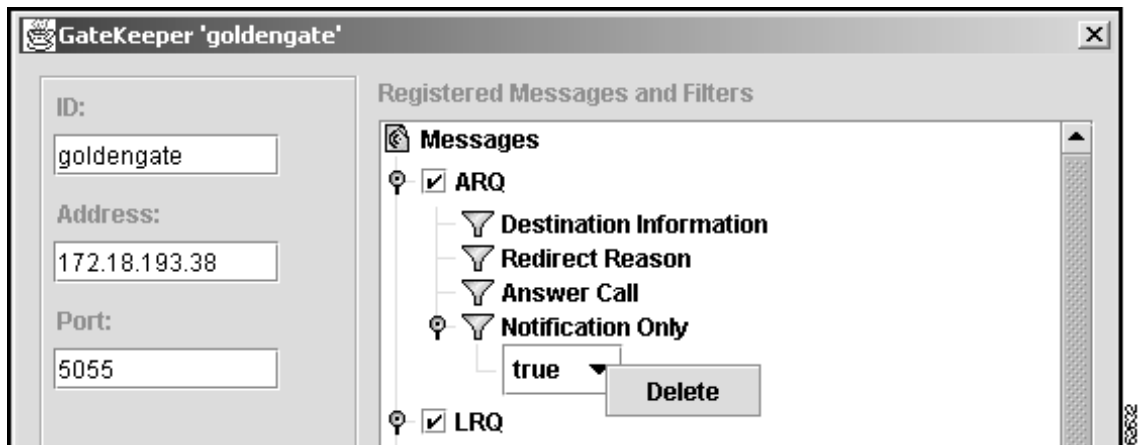 GateKeeper 'goldengate'
ID:
goldengate
Address:
172.18.193.38
Port:
5055
Registered Messages and Filters
Messages
ARQ
Destination Information
Redirect Reason
Answer Call
Notification Only
true
Delete
LRQ